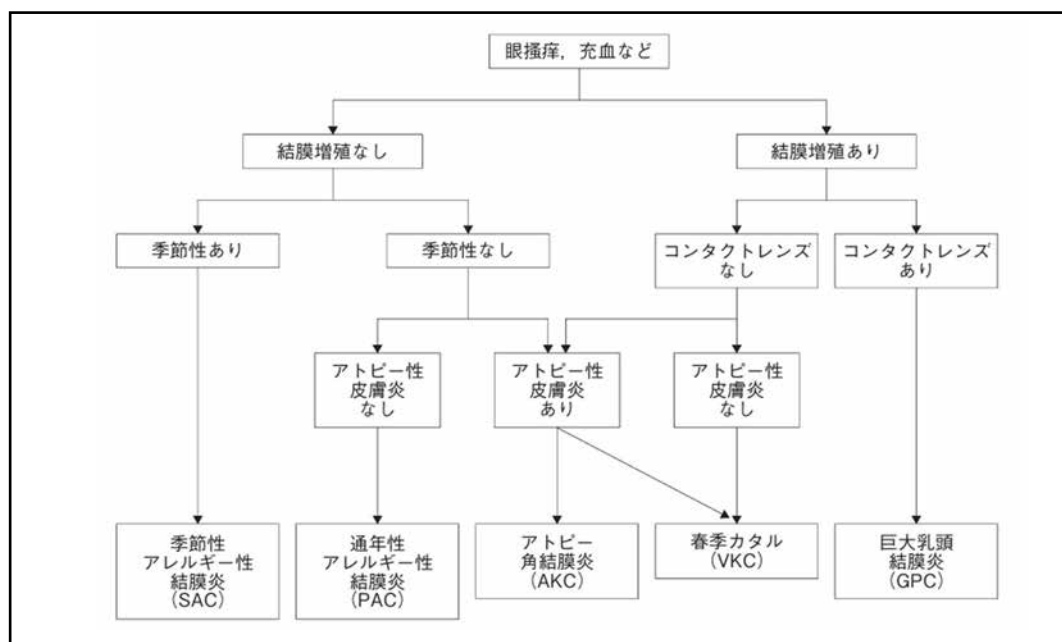 眼搔痒,充血など
結膜増殖なし
結膜増殖あり
季節性あり
季節性なし
コンタクトレンズ
なし
コンタクトレンズ
あり
アトピー性
皮膚炎
なし
アトピー性
皮膚炎
あり
アトピー性
皮膚炎
なし
季節性
アレルギー性
結膜炎
(SAC)
通年性
アレルギー性
結膜炎
(PAC)
アトピー
角結膜炎
(AKC)
春季カタル
(VKC)
巨大乳頭
結膜炎
(GPC)